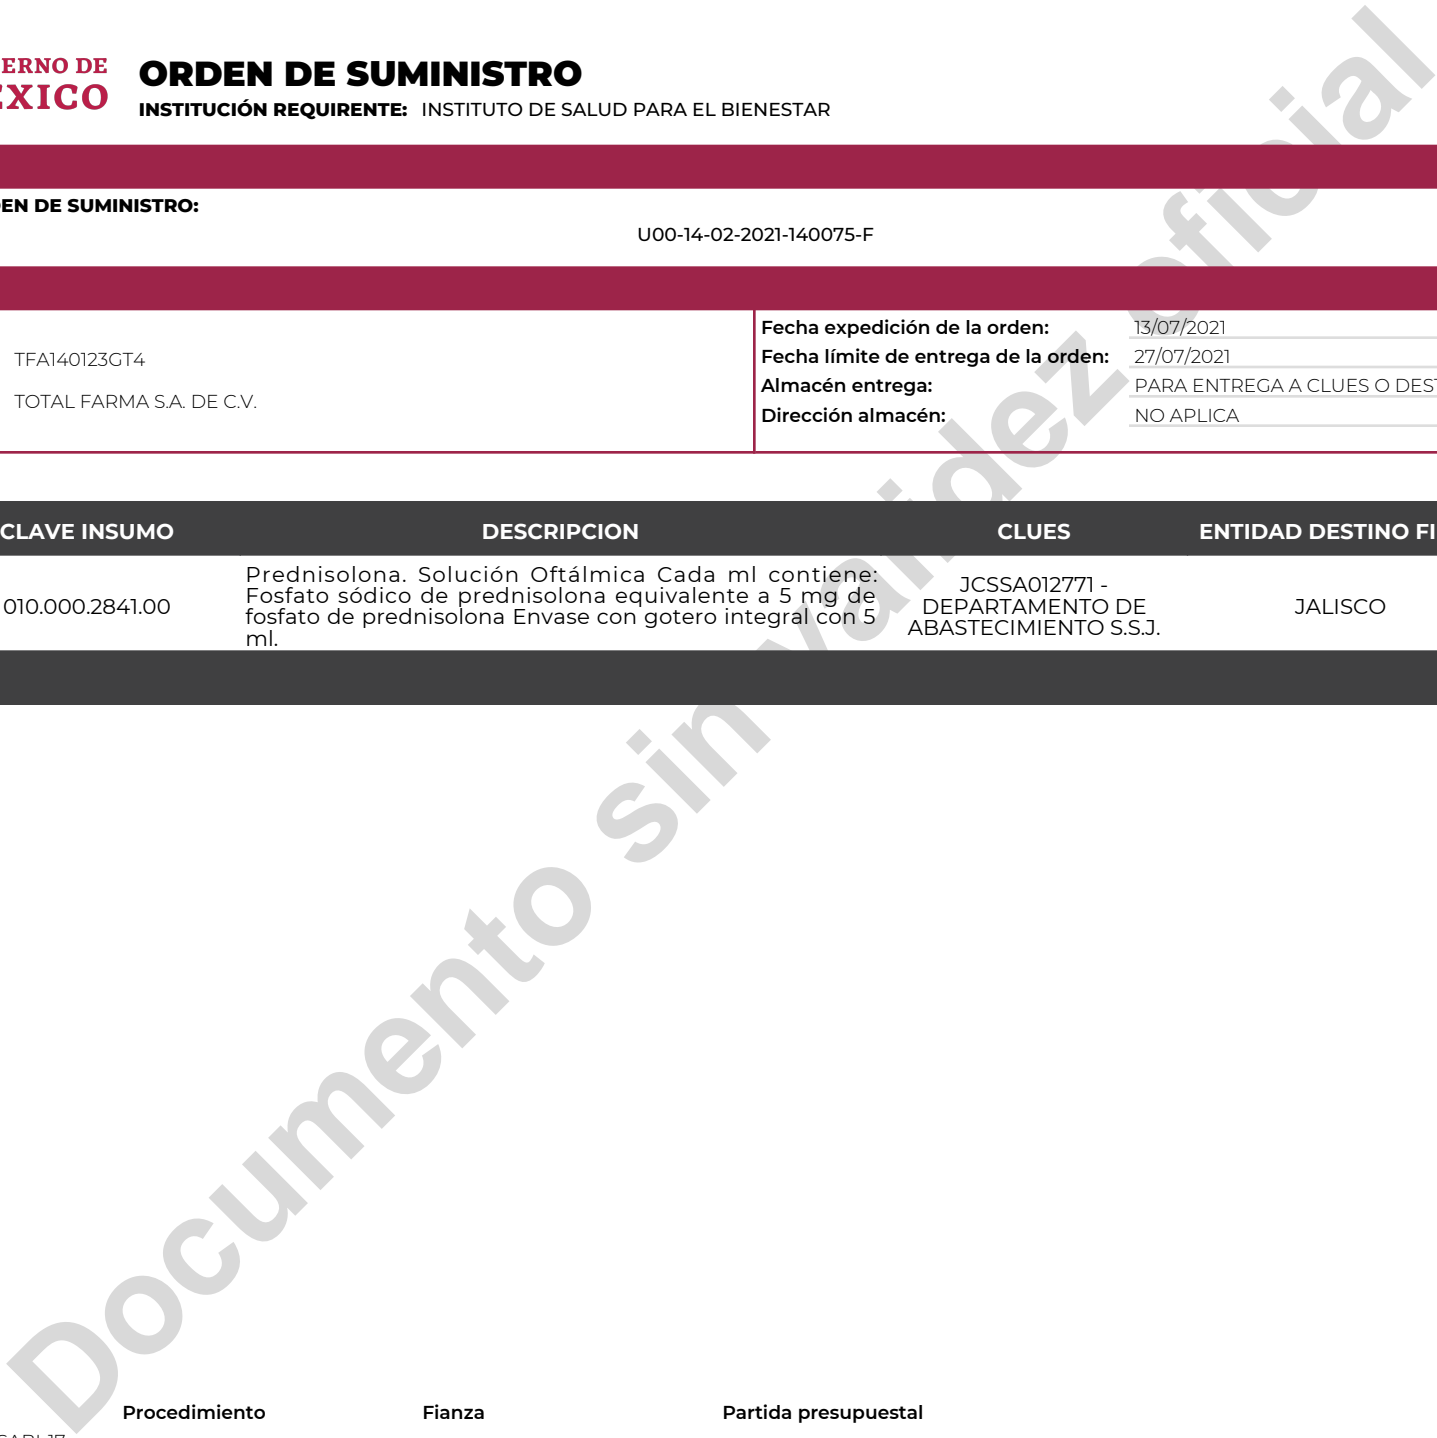 ERNO DE
EXICO
ORDEN DE SUMINISTRO
INSTITUCIÓN REQUIRENTE: INSTITUTO DE SALUD PARA EL BIENESTAR
EN DE SUMINISTRO:
U00-14-02-2021-140075-F
TFA140123GT4
TOTAL FARMA S.A. DE C.V.
Fecha expedición de la orden: 13/07/2021
Fecha límite de entrega de la orden: 27/07/2021
Almacén entrega: PARA ENTREGA A CLUES O DEST
Dirección almacén: NO APLICA
CLAVE INSUMO DESCRIPCION CLUES ENTIDAD DESTINO FI
010.000.2841.00
Prednisolona. Solución Oftálmica Cada ml contiene:
Fosfato sódico de prednisolona equivalente a 5 mg de
fosfato de prednisolona Envase con gotero integral con 5
ml.
JCSSA012771 -
DEPARTAMENTO DE
ABASTECIMIENTO S.S.J.
JALISCO
Documento sin validez oficial
Procedimiento Fianza Partida presupuestal